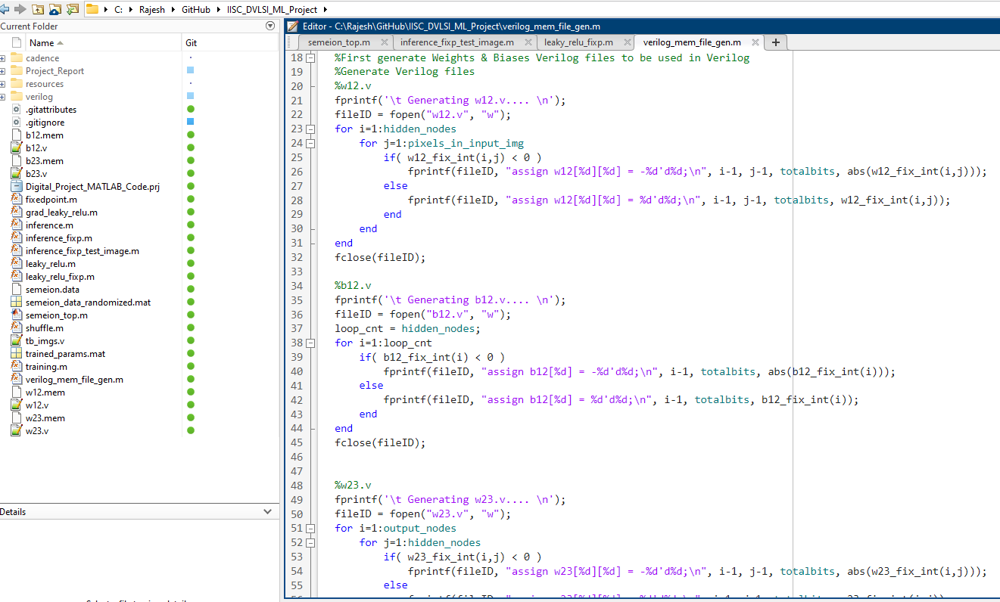 C: Rajesh GitHub IISC_DVLSI_ML_Project
Current Folder
Name Git
cadence
Project_Report
resources
verilog
.gitattributes
.gitignore
b12.mem
b12.v
b23.mem
b23.v
Digital_Project_MATLAB_Code.prj
fixedpoint.m
grad_leaky_relu.m
inference.m
inference_fixp.m
inference_fixp_test_image.m
leaky_relu.m
leaky_relu_fixp.m
semeion.data
semeion_data_randomized.mat
semeion_top.m
shuffle.m
tb_imgs.v
trained_params.mat
training.m
verilog_mem_file_gen.m
w12.mem
w12.v
w23.mem
w23.v
Details
Editor - C:\Rajesh\GitHub\IISC_DVLSI_ML_Project\verilog_mem_file_gen.m
semeion_top.m inference_fixp_test_image.m leaky_relu_fixp.m verilog_mem_file_gen.m
18 %First generate Weights & Biases Verilog files to be used in Verilog
19 %Generate Verilog files
20 %w12.v
21 fprintf('\t Generating w12.v.... \n');
22 fileID = fopen("w12.v", "w");
23 for i=1:hidden_nodes
24 for j=1:pixels_in_input_img
25 if( w12_fix_int(i,j) < 0 )
26 fprintf(fileID, "assign w12[%d][%d] = -%d'd%d;\n", i-1, j-1, totalbits, abs(w12_fix_int(i,j)));
27 else
28 fprintf(fileID, "assign w12[%d][%d] = %d'd%d;\n", i-1, j-1, totalbits, w12_fix_int(i,j));
29 end
30 end
31 end
32 fclose(fileID);
33
34 %b12.v
35 fprintf('\t Generating b12.v.... \n');
36 fileID = fopen("b12.v", "w");
37 loop_cnt = hidden_nodes;
38 for i=1:loop_cnt
39 if( b12_fix_int(i) < 0 )
40 fprintf(fileID, "assign b12[%d] = -%d'd%d;\n", i-1, totalbits, abs(b12_fix_int(i)));
41 else
42 fprintf(fileID, "assign b12[%d] = %d'd%d;\n", i-1, totalbits, b12_fix_int(i));
43 end
44 end
45 fclose(fileID);
46
47
48 %w23.v
49 fprintf('\t Generating w23.v.... \n');
50 fileID = fopen("w23.v", "w");
51 for i=1:output_nodes
52 for j=1:hidden_nodes
53 if( w23_fix_int(i,j) < 0 )
54 fprintf(fileID, "assign w23[%d][%d] = -%d'd%d;\n", i-1, j-1, totalbits, abs(w23_fix_int(i,j)));
55 else